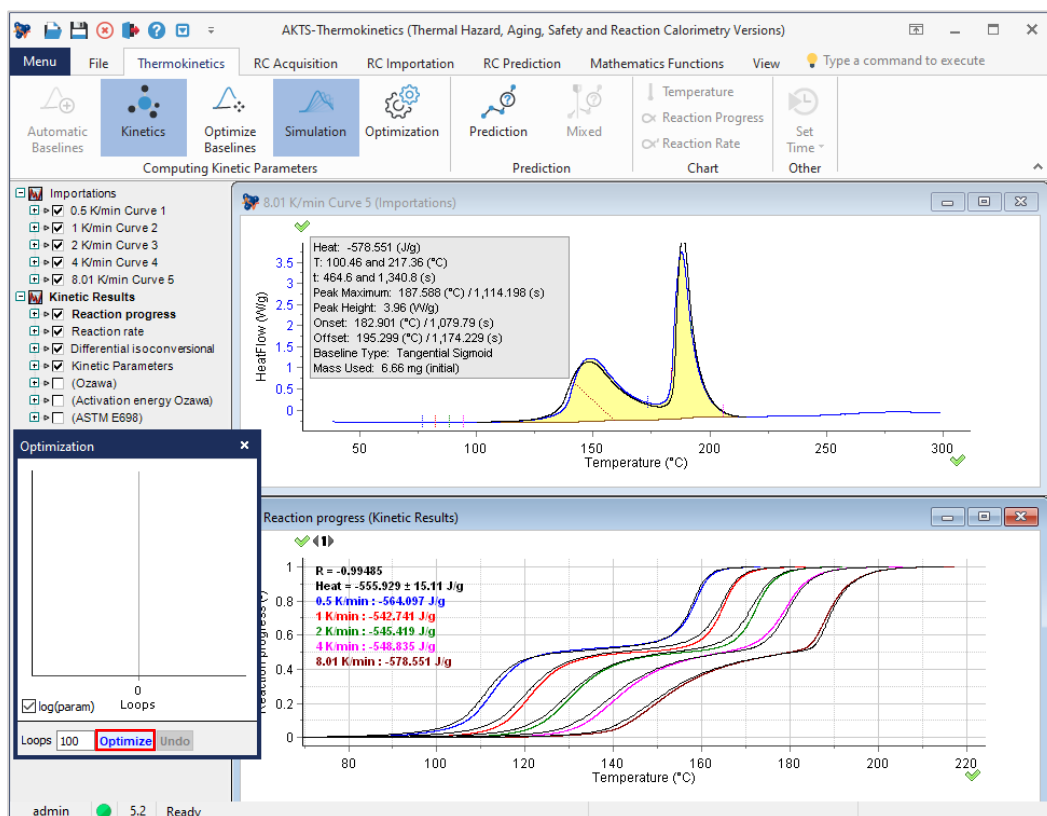 AKTS-Thermokinetics (Thermal Hazard, Aging, Safety and Reaction Calorimetry Versions)
Menu File Thermokinetics RC Acquisition RC Importation RC Prediction Mathematics Functions View Type a command to execute
Automatic Baselines
Kinetics
Optimize Baselines
Simulation
Optimization
Prediction
Mixed
Temperature
Reaction Progress
Reaction Rate
Set Time
Computing Kinetic Parameters
Prediction
Chart
Other
Importations
0.5 K/min Curve 1
1 K/min Curve 2
2 K/min Curve 3
4 K/min Curve 4
8.01 K/min Curve 5
Kinetic Results
Reaction progress
Reaction rate
Differential isoconversional
Kinetic Parameters
(Ozawa)
(Activation energy Ozawa)
(ASTM E698)
8.01 K/min Curve 5 (Importations)
Heat: -578.551 (J/g)
T: 100.46 and 217.36 (°C)
t: 464.6 and 1,340.8 (s)
Peak Maximum: 187.588 (°C) / 1,114.198 (s)
Peak Height: 3.96 (W/g)
Onset: 182.901 (°C) / 1,079.79 (s)
Offset: 195.299 (°C) / 1,174.229 (s)
Baseline Type: Tangential Sigmoid
Mass Used: 6.66 mg (initial)
HeatFlow (W/g)
3.5
3
2.5
2
1.5
1
0.5
0
50 100 150 200 250 300
Temperature (°C)
Optimization
0
Loops
log(param)
Loops 100 Optimize Undo
Reaction progress (Kinetic Results)
1
R = -0.99485
Heat = -555.929 ± 15.11 J/g
0.5 K/min : -564.097 J/g
1 K/min : -542.741 J/g
2 K/min : -545.419 J/g
4 K/min : -548.835 J/g
8.01 K/min : -578.551 J/g
1
0.8
0.6
0.4
0.2
0
80 100 120 140 160 180 200 220
Temperature (°C)
admin 5.2 Ready